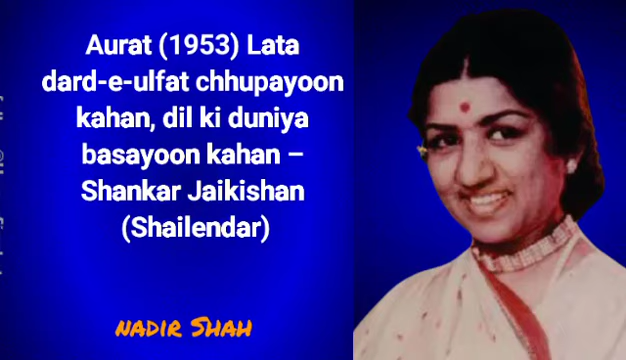 Aurat (1953) Lata
dard-e-ulfat chhupayoon
kahan, dil ki duniya
basayoon kahan –
Shankar Jaikishan
(Shailendar)
NADIR SHAH